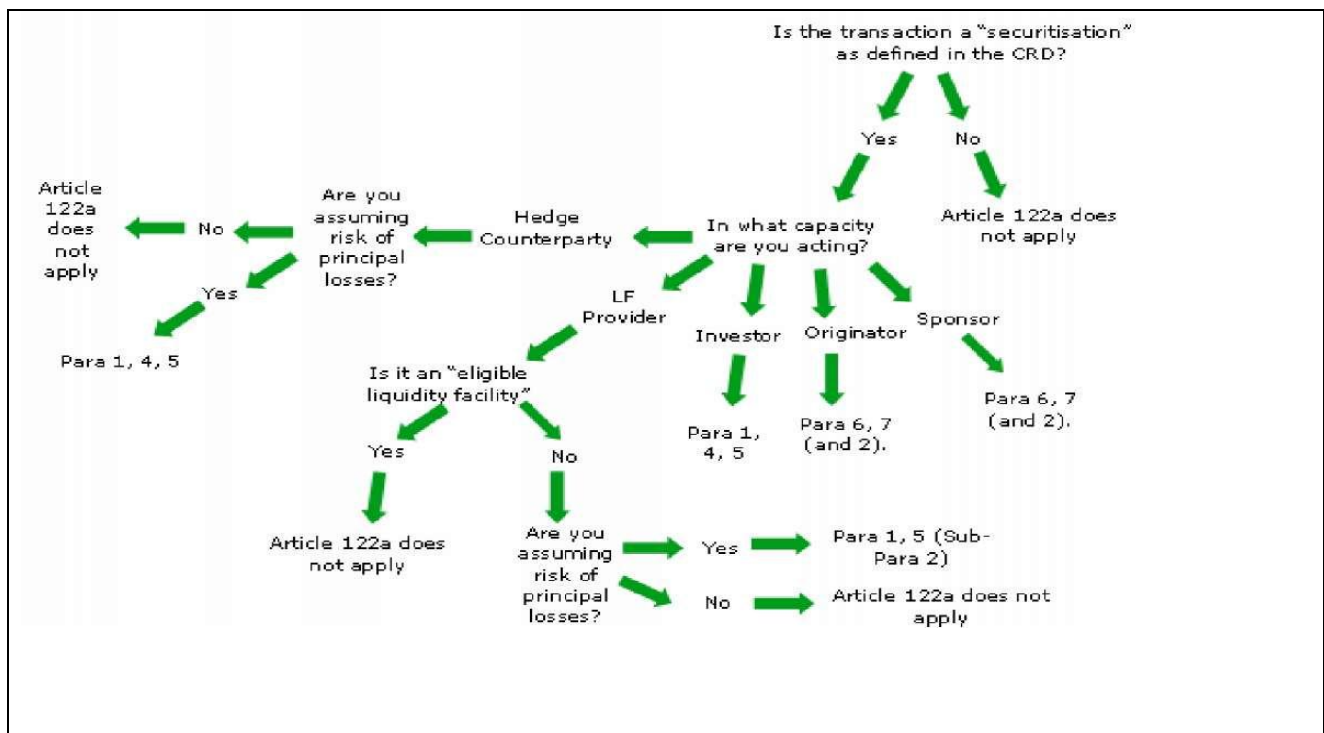 Is the transaction a “securitisation”
as defined in the CRD?
Yes
No
Article 122a does
not apply
In what capacity
are you acting?
Hedge
Counterparty
Are you
assuming
risk of
principal
losses?
No
Article
122a
does
not
apply
Yes
Para 1, 4, 5
LF
Provider
Is it an “eligible
liquidity facility”
Yes
Article 122a does
not apply
No
Are you
assuming
risk of
principal
losses?
Yes
Para 1, 5 (Sub-
Para 2)
No
Article 122a does not
apply
Investor
Para 1,
4, 5
Originator
Para 6, 7
(and 2).
Sponsor
Para 6, 7
(and 2).